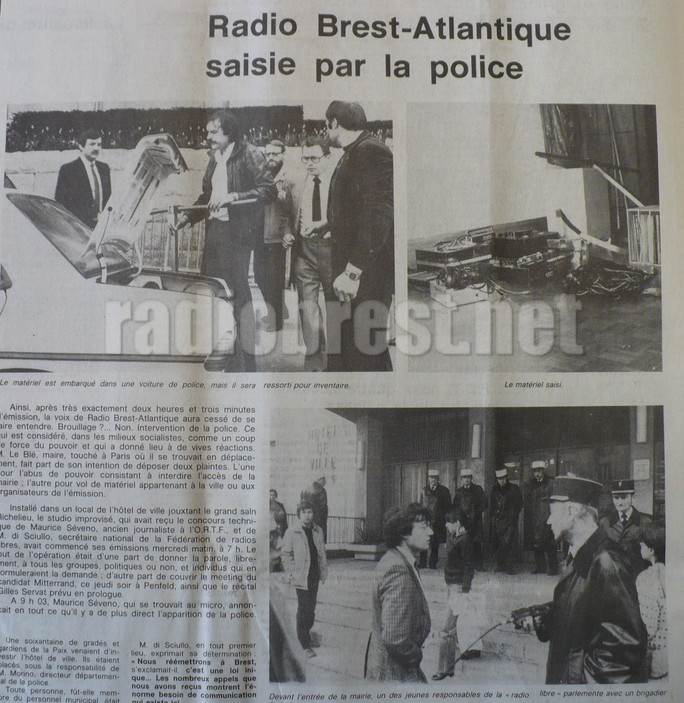 Radio Brest-Atlantique
saisie par la police
radiobrest.net
Le matériel est embarqué dans une voiture de police, mais il sera ressorti pour inventaire.
Le matériel saisi.
Ainsi, après très exactement deux heures et trois minutes
l'émission, la voix de Radio Brest-Atlantique aura cessé de se
aire entendre. Brouillage ?... Non. Intervention de la police. Ce
ui est considéré, dans les milieux socialistes, comme un coup
e force du pouvoir et qui a donné lieu à de vives réactions.
M. Le Blé, maire, touché à Paris où il se trouvait en déplace-
ment, fait part de son intention de déposer deux plaintes. L'une
our l'abus de pouvoir consistant à interdire l'accès de la
mairie ; l'autre pour vol de matériel appartenant à la ville ou aux
organisateurs de l'émission.
Installé dans un local de l'hôtel de ville jouxtant le grand salon
Richelieu, le studio improvisé, qui avait reçu le concours techni-
que de Maurice Séveno, ancien journaliste à l'O.R.T.F., et de
M. di Sciullo, secrétaire national de la Fédération de radios
ibres, avait commencé ses émissions mercredi matin, à 7 h. Le
but de l'opération était d'une part de donner la parole, libre-
ment, à tous les groupes, politiques ou non, et individus qui en
formuleraient la demande ; d'autre part de couvrir le meeting du
candidat Mitterrand, ce jeudi soir à Penfeld, ainsi que le récital
Gilles Servat prévu en prologue.
A 9 h 03, Maurice Séveno, qui se trouvait au micro, annon-
çait en tout ce qu'il y a de plus direct l'apparition de la police.
Une soixantaine de gradés et
gardiens de la Paix venaient d'in-
vestir l'hôtel de ville. Ils étaient
placés sous la responsabilité de
M. Morino, directeur départemen-
tal de la police.
Toute personne, fût-elle mem-
bre du personnel municipal, était
M. di Sciullo, en tout premier
lieu, exprimait sa détermination :
« Nous réémettrons à Brest,
s'exclamait-il, c'est une loi ini-
que... Les nombreux appels que
nous avons reçus montrent l'é-
norme besoin de communication
qui existe ici
HOTEL
DE
VILLE
Devant l'entrée de la mairie, un des jeunes responsables de la « radio libre » parlemente avec un brigadier